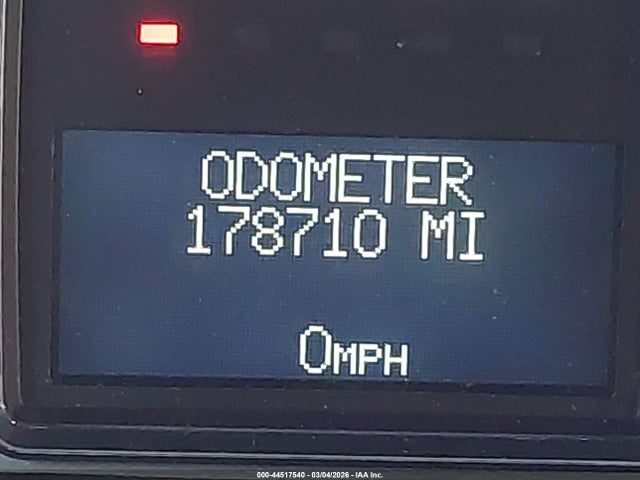 ODOMETER
178710 MI
0MPH
000-44517540 - 03/04/2026 - IAA Inc.